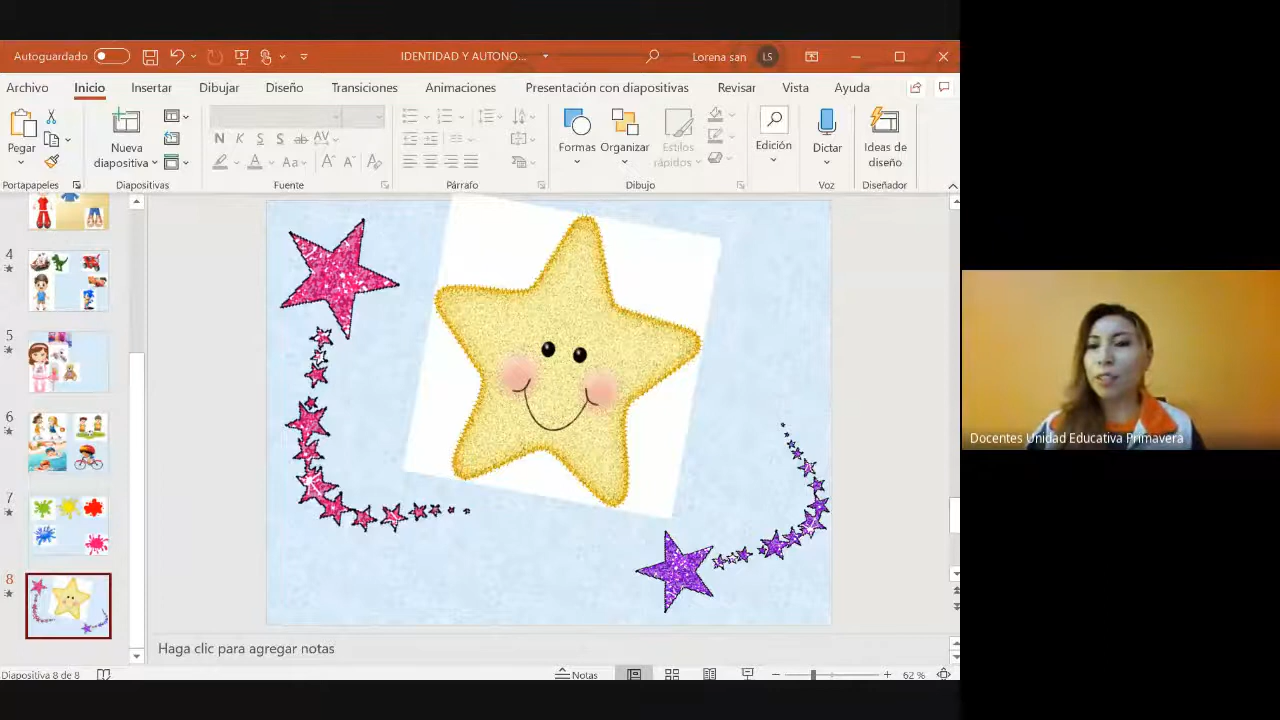 Autoguardado
IDENTIDAD Y AUTONO...
Lorena san
LS
Archivo Inicio Insertar Dibujar Diseño Transiciones Animaciones Presentación con diapositivas Revisar Vista Ayuda
Pegar
Nueva
diapositiva
N K S S ab AV
Aa A A
Formas Organizar Estilos
rápidos
Edición
Dictar
Ideas de
diseño
Portapapeles Diapositivas Fuente Párrafo Dibujo Voz Diseñador
4
5
6
7
8
Docentes Unidad Educativa Primavera
Haga clic para agregar notas
Diapositiva 8 de 8
Notas
62 %